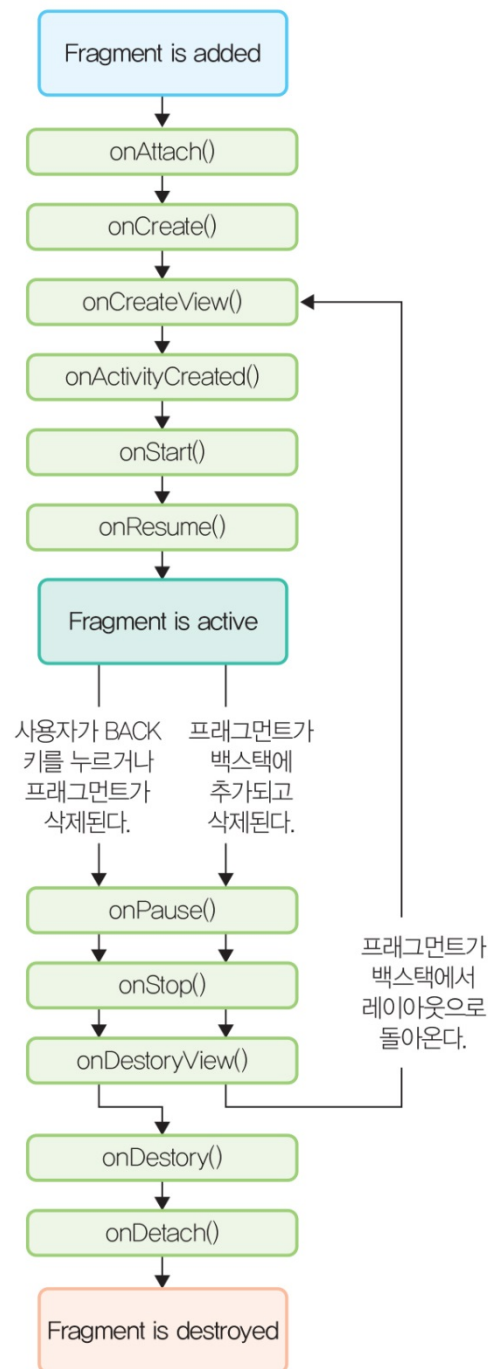 Fragment is added
onAttach()
onCreate()
onCreateView()
onActivityCreated()
onStart()
onResume()
Fragment is active
사용자가 BACK
키를 누르거나
프래그먼트가
삭제된다.
프래그먼트가
백스택에
추가되고
삭제된다.
onPause()
onStop()
onDestoryView()
프래그먼트가
백스택에서
레이아웃으로
돌아온다.
onDestory()
onDetach()
Fragment is destroyed